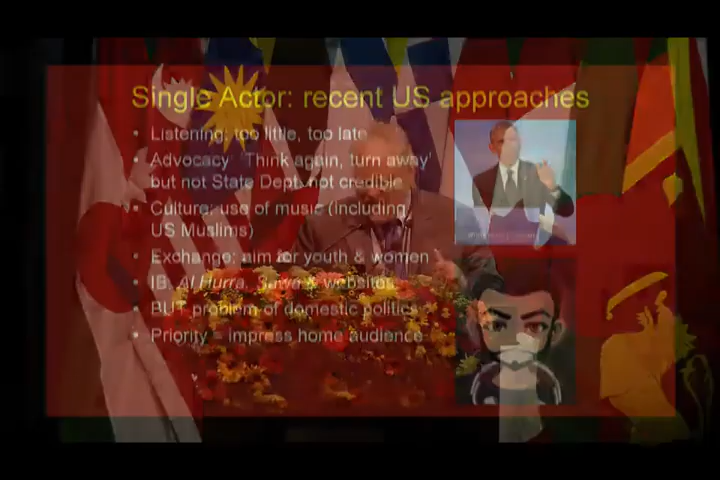 Single Actor: recent US approaches
• Listening: too little, too late
• Advocacy 'Think again, turn away'
but not State Dept, not credible
• Culture: use of music (including
US Muslims)
• Exchange: aim for youth & women
• IB, Al Hurra, Sawa & websites
• BUT problem of domestic politics
• Priority = impress home audience